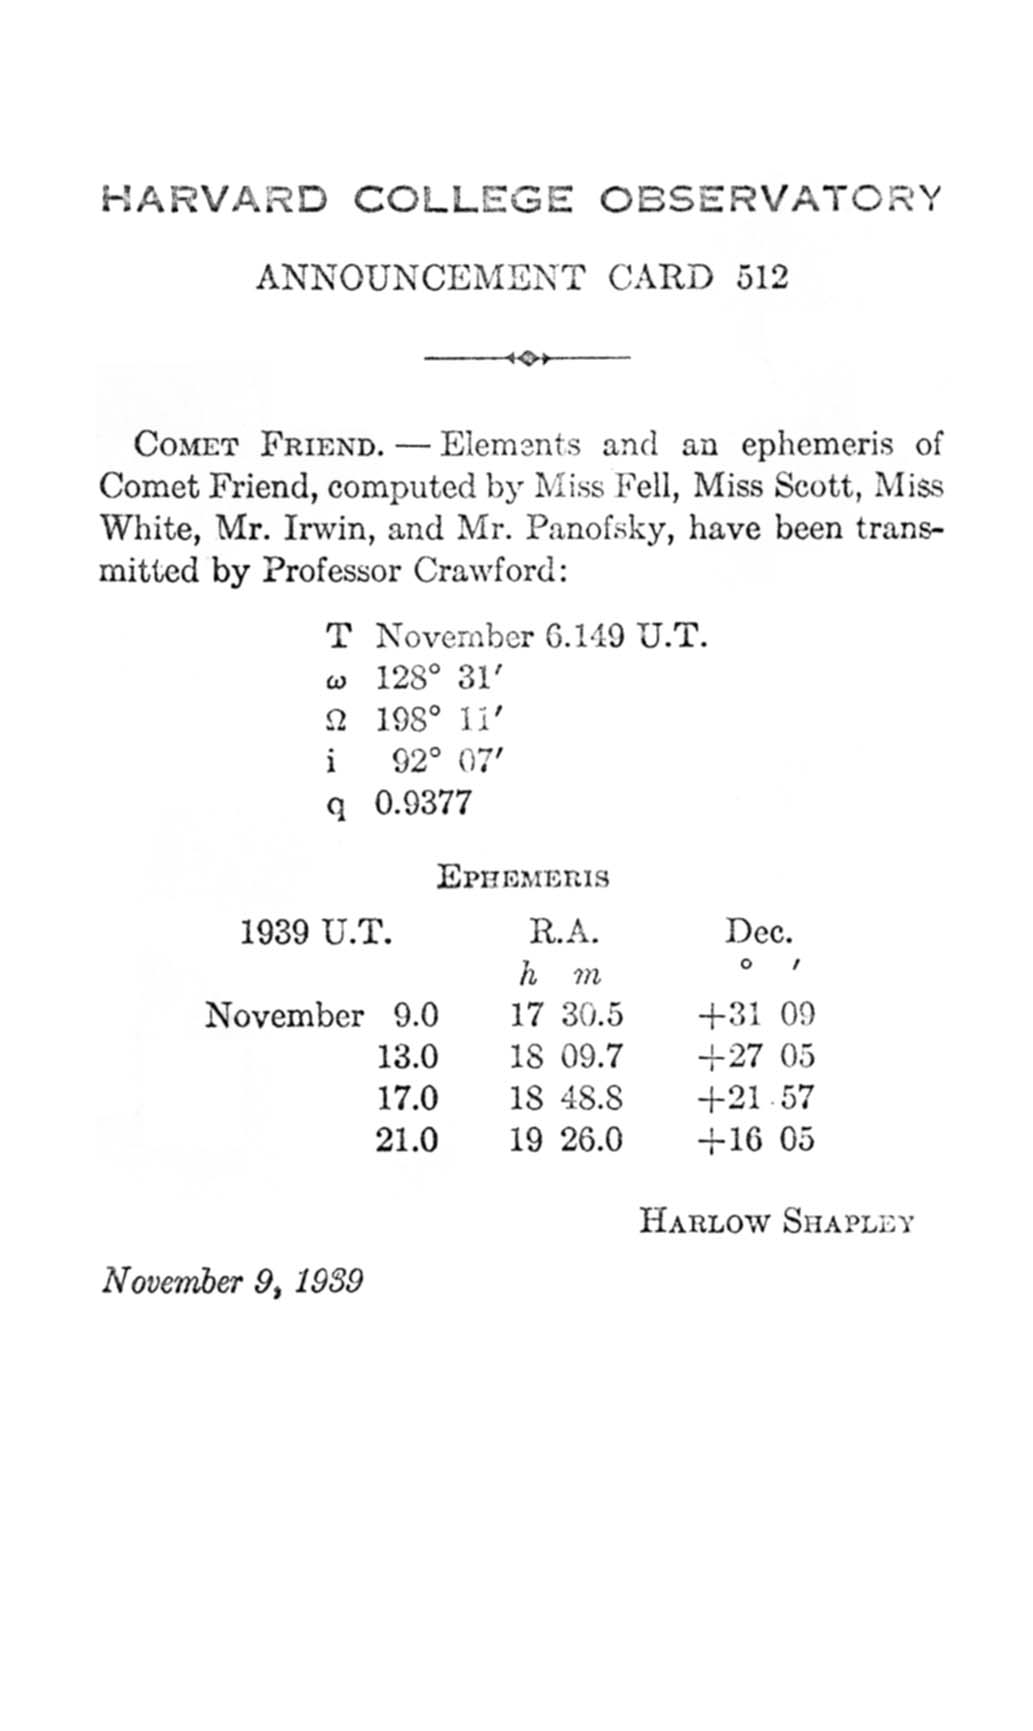 HARVARD COLLEGE OBSERVATORY
ANNOUNCEMENT CARD 512
COMET FRIEND. — Elements and an ephemeris of
Comet Friend, computed by Miss Fell, Miss Scott, Miss
White, Mr. Irwin, and Mr. Panofsky, have been trans-
mitted by Professor Crawford:
T November 6.149 U.T.
ω 128° 31′
Ω 198° 11′
i 92° 07′
q 0.9377
EPHEMERIS
1939 U.T. R.A. Dec.
h m ° ′
November 9.0 17 30.5 +31 09
13.0 18 09.7 +27 05
17.0 18 48.8 +21 57
21.0 19 26.0 +16 05
HARLOW SHAPLEY
November 9, 1939